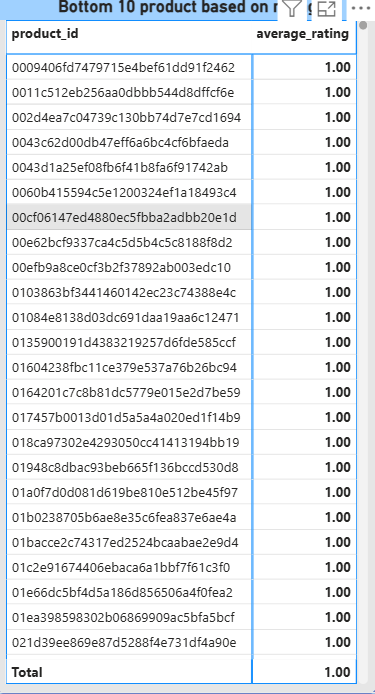 Bottom 10 product based on
product_id average_rating
0009406fd7479715e4bef61dd91f2462 1.00
0011c512eb256aa0dbbb544d8dffcf6e 1.00
002d4ea7c04739c130bb74d7e7cd1694 1.00
0043c62d00db47eff6a6bc4cf6bfaeda 1.00
0043d1a25ef08fb6f41b8fa6f91742ab 1.00
0060b415594c5e1200324ef1a18493c4 1.00
00cf06147ed4880ec5fbba2adbb20e1d 1.00
00e62bcf9337ca4c5d5b4c5c8188f8d2 1.00
00efb9a8ce0cf3b2f37892ab003edc10 1.00
0103863bf3441460142ec23c74388e4c 1.00
01084e8138d03dc691daa19aa6c12471 1.00
0135900191d4383219257d6fde585ccf 1.00
01604238fbc11ce379e537a76b26bc94 1.00
0164201c7c8b81dc5779e015e2d7be59 1.00
017457b0013d01d5a5a4a020ed1f14b9 1.00
018ca97302e4293050cc41413194bb19 1.00
01948c8dbac93beb665f136bccd530d8 1.00
01a0f7d0d081d619be810e512be45f97 1.00
01b0238705b6ae8e35c6fea837e6ae4a 1.00
01bacce2c74317ed2524bcaabae2e9d4 1.00
01c2e91674406ebaca6a1bbf7f61c3f0 1.00
01e66dc5bf4d5a186d856506a4f0fea2 1.00
01ea398598302b06869909ac5bfa5bcf 1.00
021d39ee869e87d5288f4e731df4a90e 1.00
Total 1.00